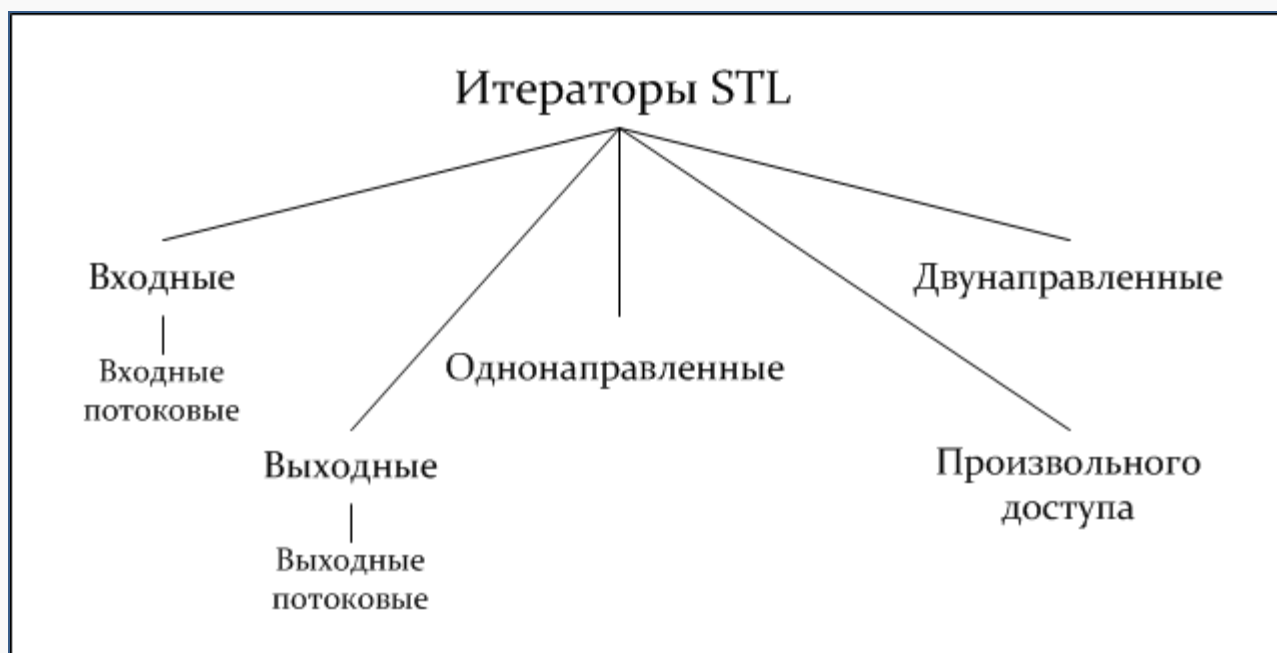 Итераторы STL
Входные
Двунаправленные
Входные
потоковые
Однонаправленные
Выходные
Произвольного
доступа
Выходные
потоковые